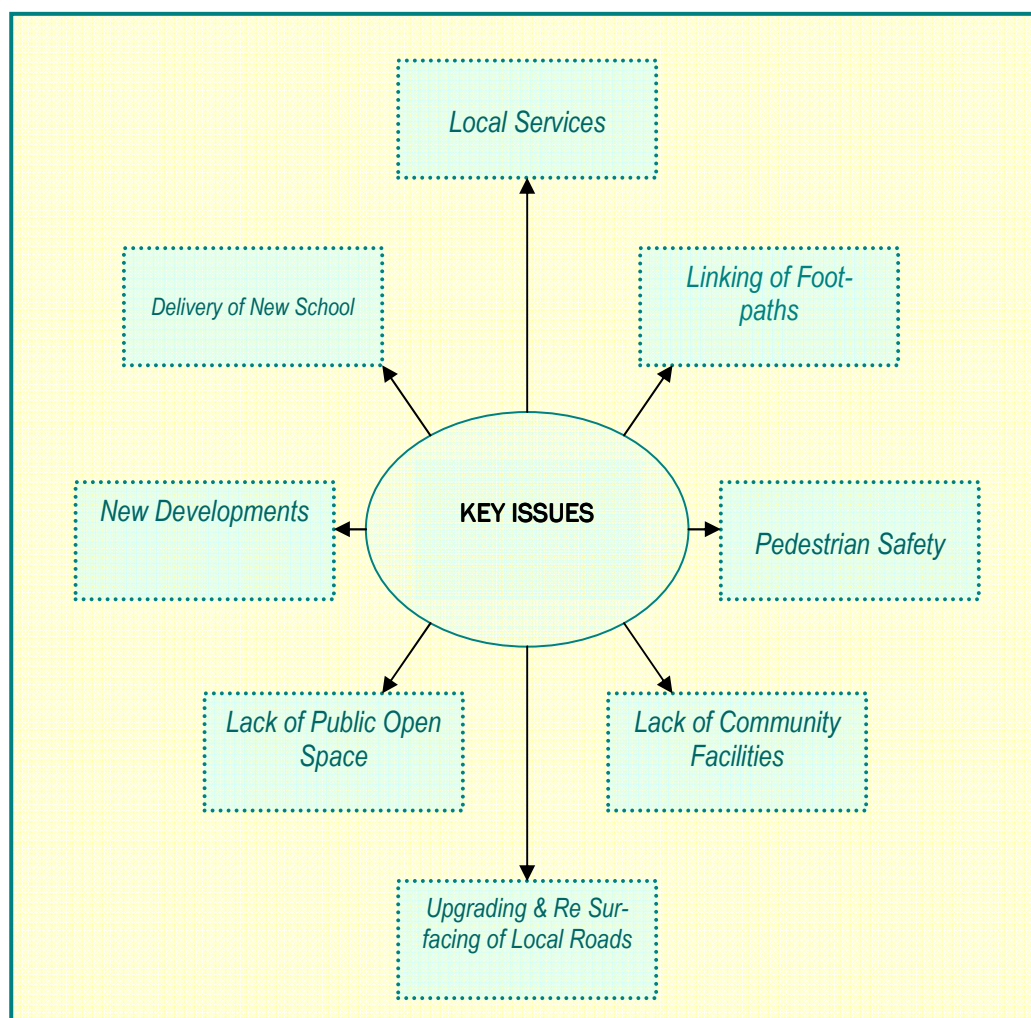 Local Services
Delivery of New School
Linking of Foot-
paths
New Developments
KEY ISSUES
Pedestrian Safety
Lack of Public Open
Space
Lack of Community
Facilities
Upgrading & Re Sur-
facing of Local Roads